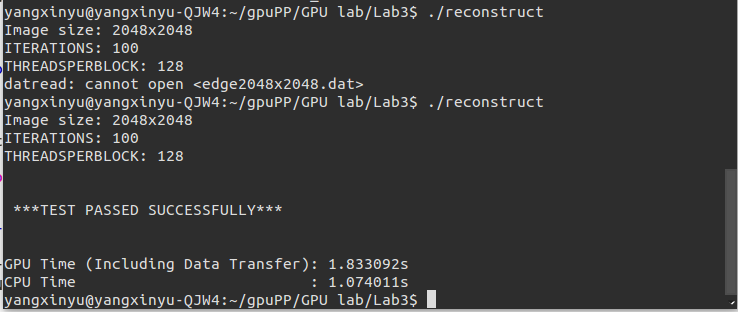 yangxinyu@yangxinyu-QJW4:~/gpuPP/GPU lab/Lab3$ ./reconstruct
Image size: 2048x2048
ITERATIONS: 100
THREADSPERBLOCK: 128
datread: cannot open <edge2048x2048.dat>
yangxinyu@yangxinyu-QJW4:~/gpuPP/GPU lab/Lab3$ ./reconstruct
Image size: 2048x2048
ITERATIONS: 100
THREADSPERBLOCK: 128
***TEST PASSED SUCCESSFULLY***
GPU Time (Including Data Transfer): 1.833092s
CPU Time                          : 1.074011s
yangxinyu@yangxinyu-QJW4:~/gpuPP/GPU lab/Lab3$